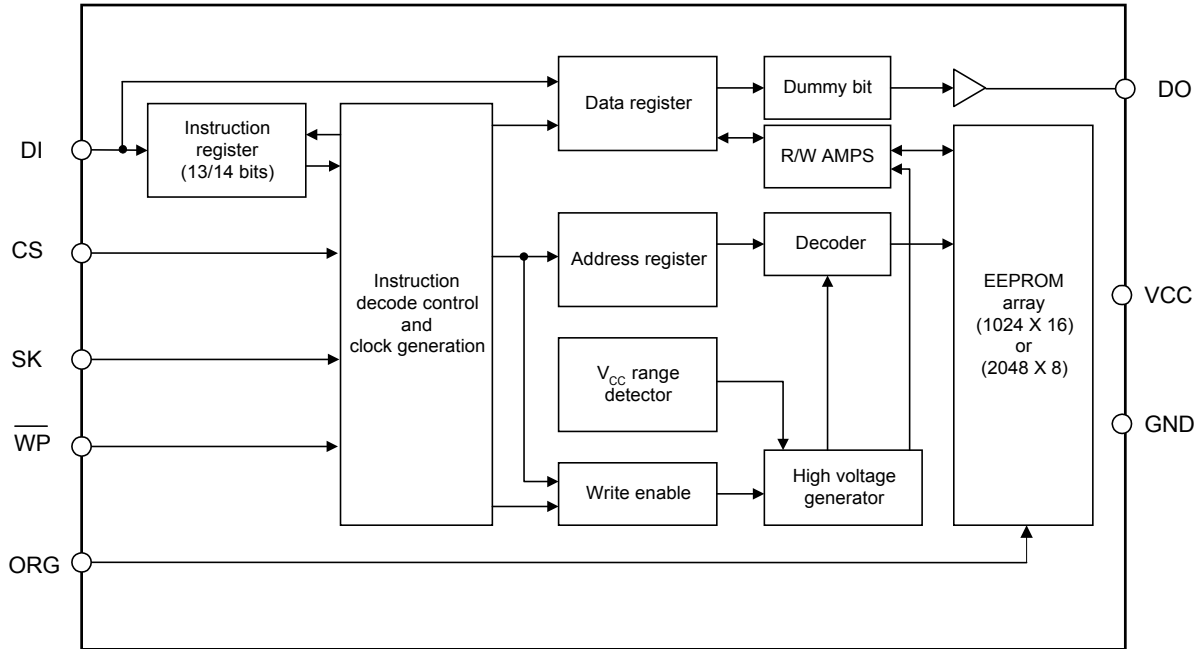 DI
CS
SK
WP
ORG
Instruction
register
(13/14 bits)
Instruction
decode control
and
clock generation
Data register
Address register
V_CC range
detector
Write enable
Dummy bit
R/W AMPS
Decoder
High voltage
generator
EEPROM
array
(1024 X 16)
or
(2048 X 8)
DO
VCC
GND